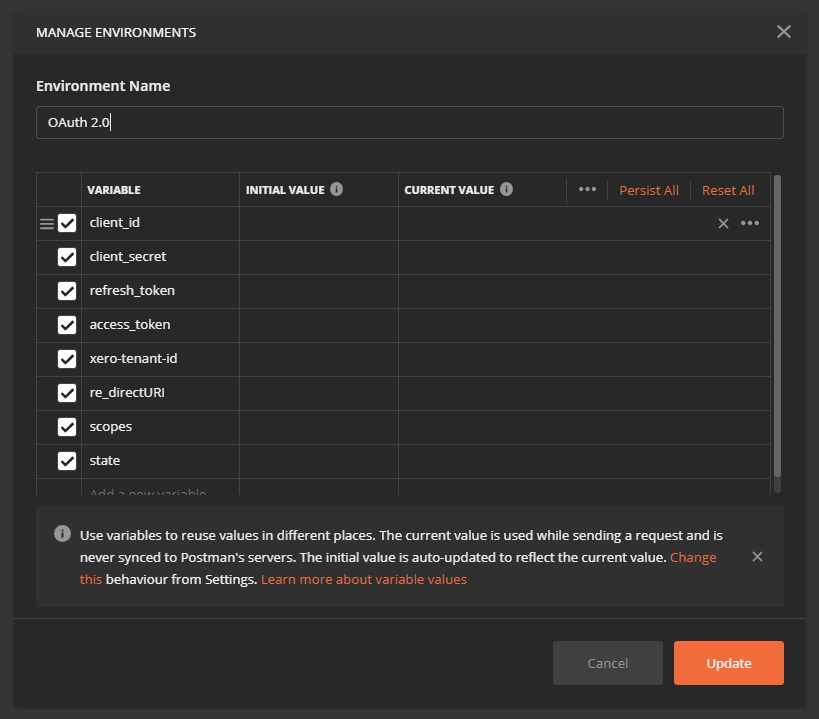 MANAGE ENVIRONMENTS
Environment Name
OAuth 2.0
VARIABLE INITIAL VALUE CURRENT VALUE Persist All Reset All
client_id
client_secret
refresh_token
access_token
xero-tenant-id
re_directURI
scopes
state
Add a new variable
Use variables to reuse values in different places. The current value is used while sending a request and is
never synced to Postman's servers. The initial value is auto-updated to reflect the current value. Change
this behaviour from Settings. Learn more about variable values
Cancel Update